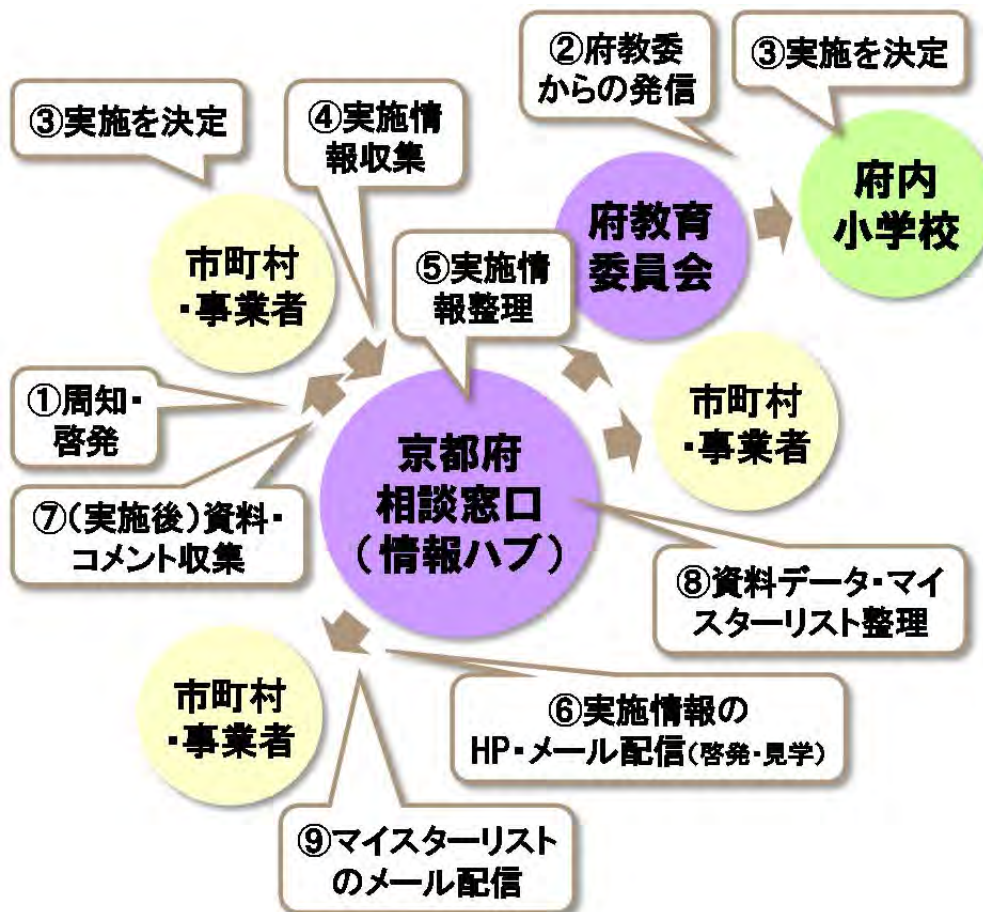 ②府教委
からの発信
③実施を決定
③実施を決定
④実施情
報収集
府内
小学校
府教育
委員会
市町村
・事業者
⑤実施情
報整理
①周知・
啓発
市町村
・事業者
京都府
相談窓口
(情報ハブ)
⑦(実施後)資料・
コメント収集
⑧資料データ・マイ
スターリスト整理
市町村
・事業者
⑥実施情報の
HP・メール配信(啓発・見学)
⑨マイスターリスト
のメール配信